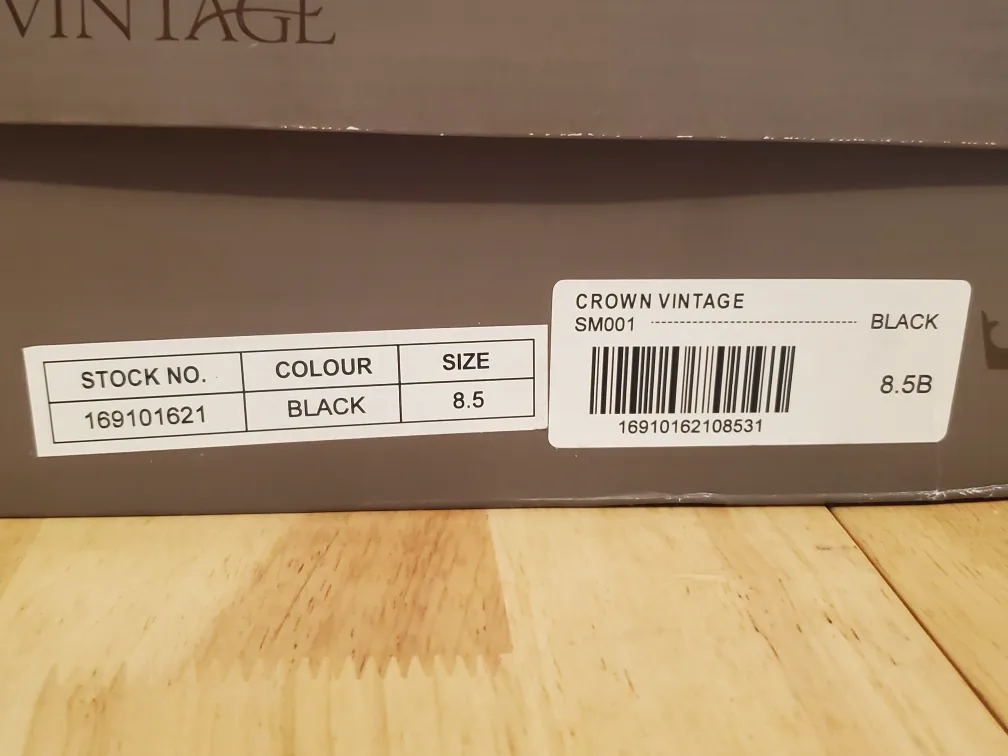 VINTAGE
STOCK NO. COLOUR SIZE
169101621 BLACK 8.5
CROWN VINTAGE
SM001 ---------------------------------- BLACK
8.5B
16910162108531